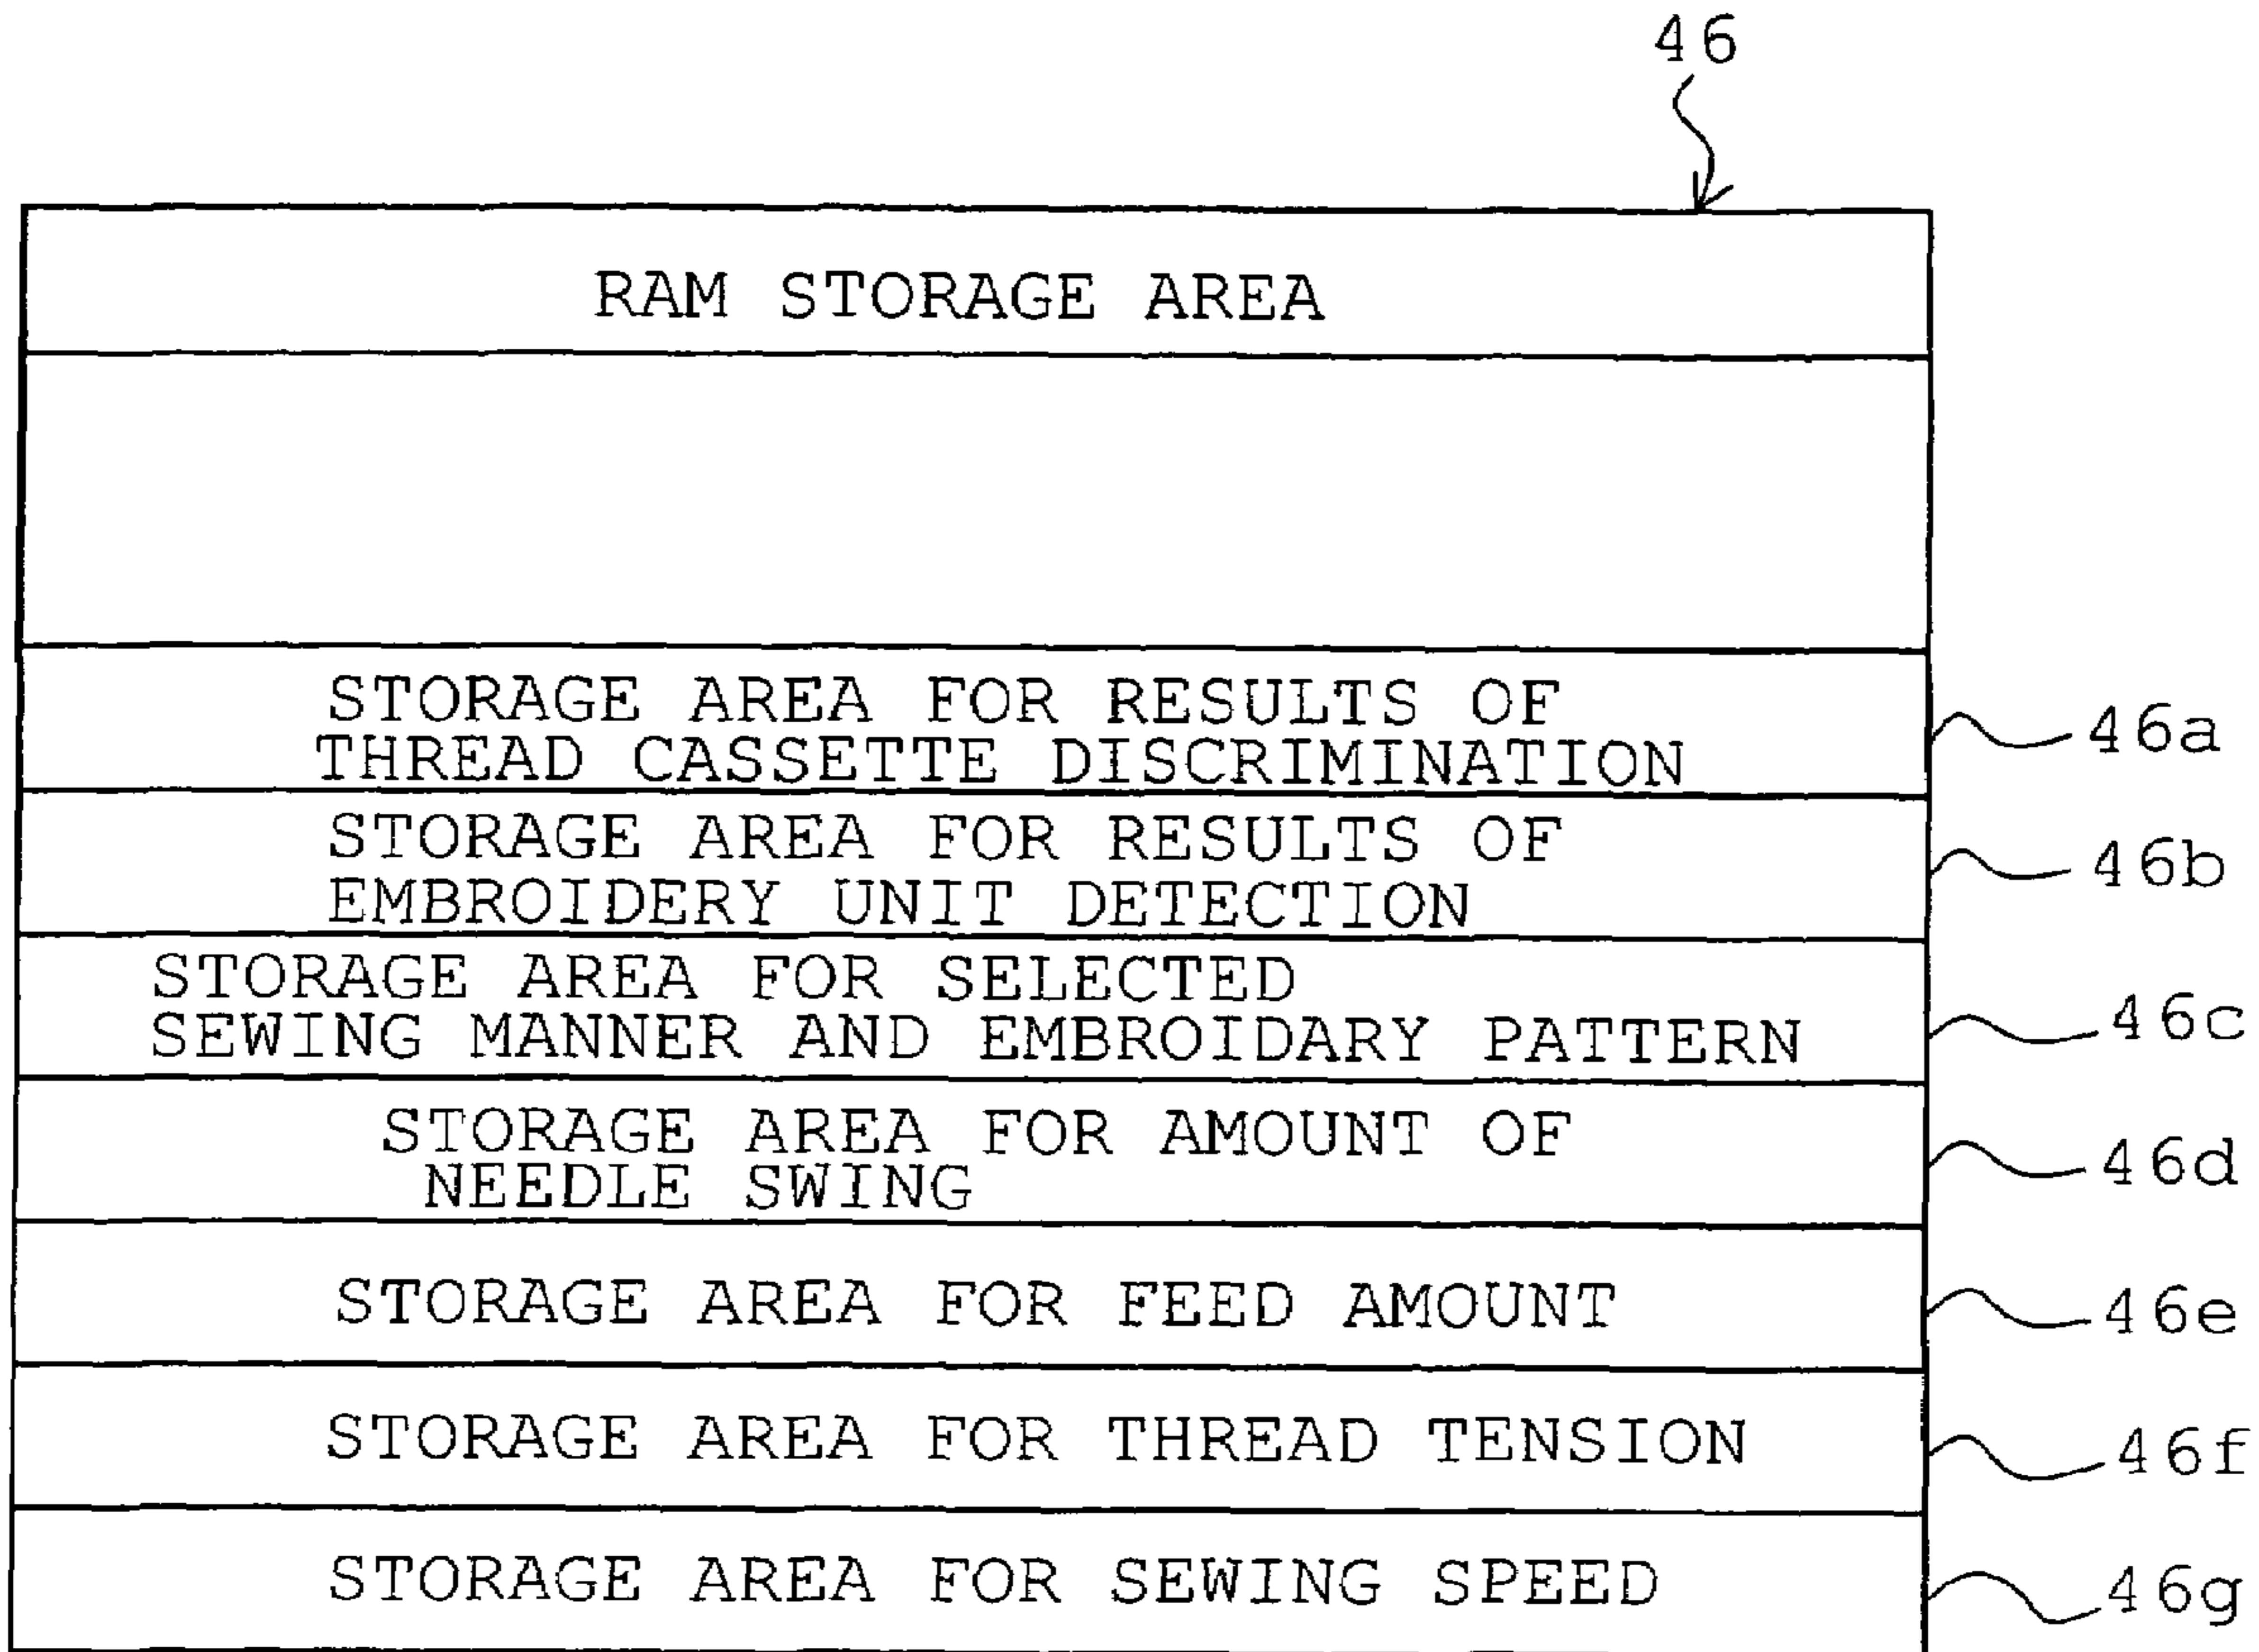 46
RAM STORAGE AREA
STORAGE AREA FOR RESULTS OF
THREAD CASSETTE DISCRIMINATION
46a
STORAGE AREA FOR RESULTS OF
EMBROIDERY UNIT DETECTION
46b
STORAGE AREA FOR SELECTED
SEWING MANNER AND EMBROIDARY PATTERN
46c
STORAGE AREA FOR AMOUNT OF
NEEDLE SWING
46d
STORAGE AREA FOR FEED AMOUNT
46e
STORAGE AREA FOR THREAD TENSION
46f
STORAGE AREA FOR SEWING SPEED
46g